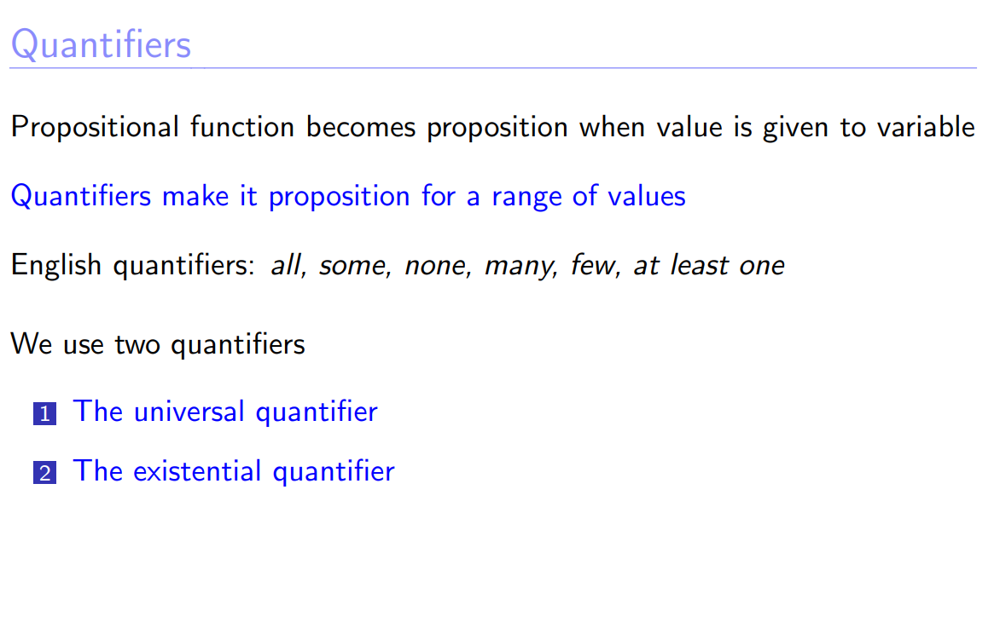 Quantifiers
Propositional function becomes proposition when value is given to variable
Quantifiers make it proposition for a range of values
English quantifiers: all, some, none, many, few, at least one
We use two quantifiers
1 The universal quantifier
2 The existential quantifier